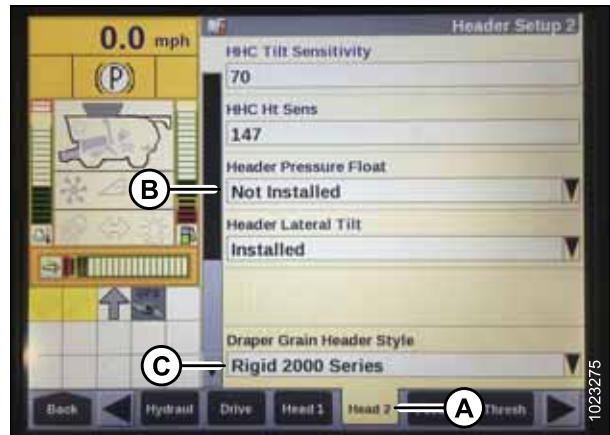 0.0 mph
Header Setup 2
(P)
HHC Tilt Sensitivity
70
HHC Ht Sens
147
Header Pressure Float
B
Not Installed
Header Lateral Tilt
Installed
Draper Grain Header Style
C
Rigid 2000 Series
Back
Hydraul
Drive
Head 1
Head 2
A
Thresh
1023275